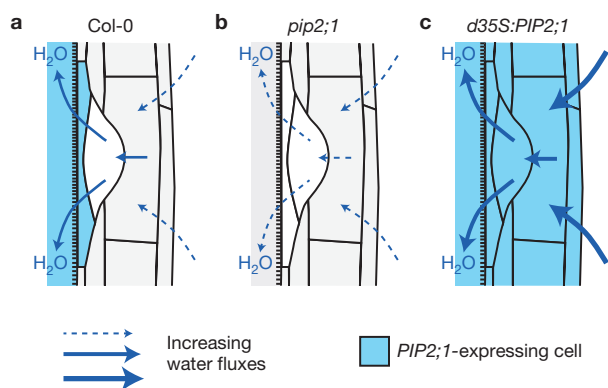 a Col-0
b pip2;1
c d35S:PIP2;1
H₂O
H₂O
H₂O
H₂O
H₂O
H₂O
Increasing
water fluxes
PIP2;1-expressing cell